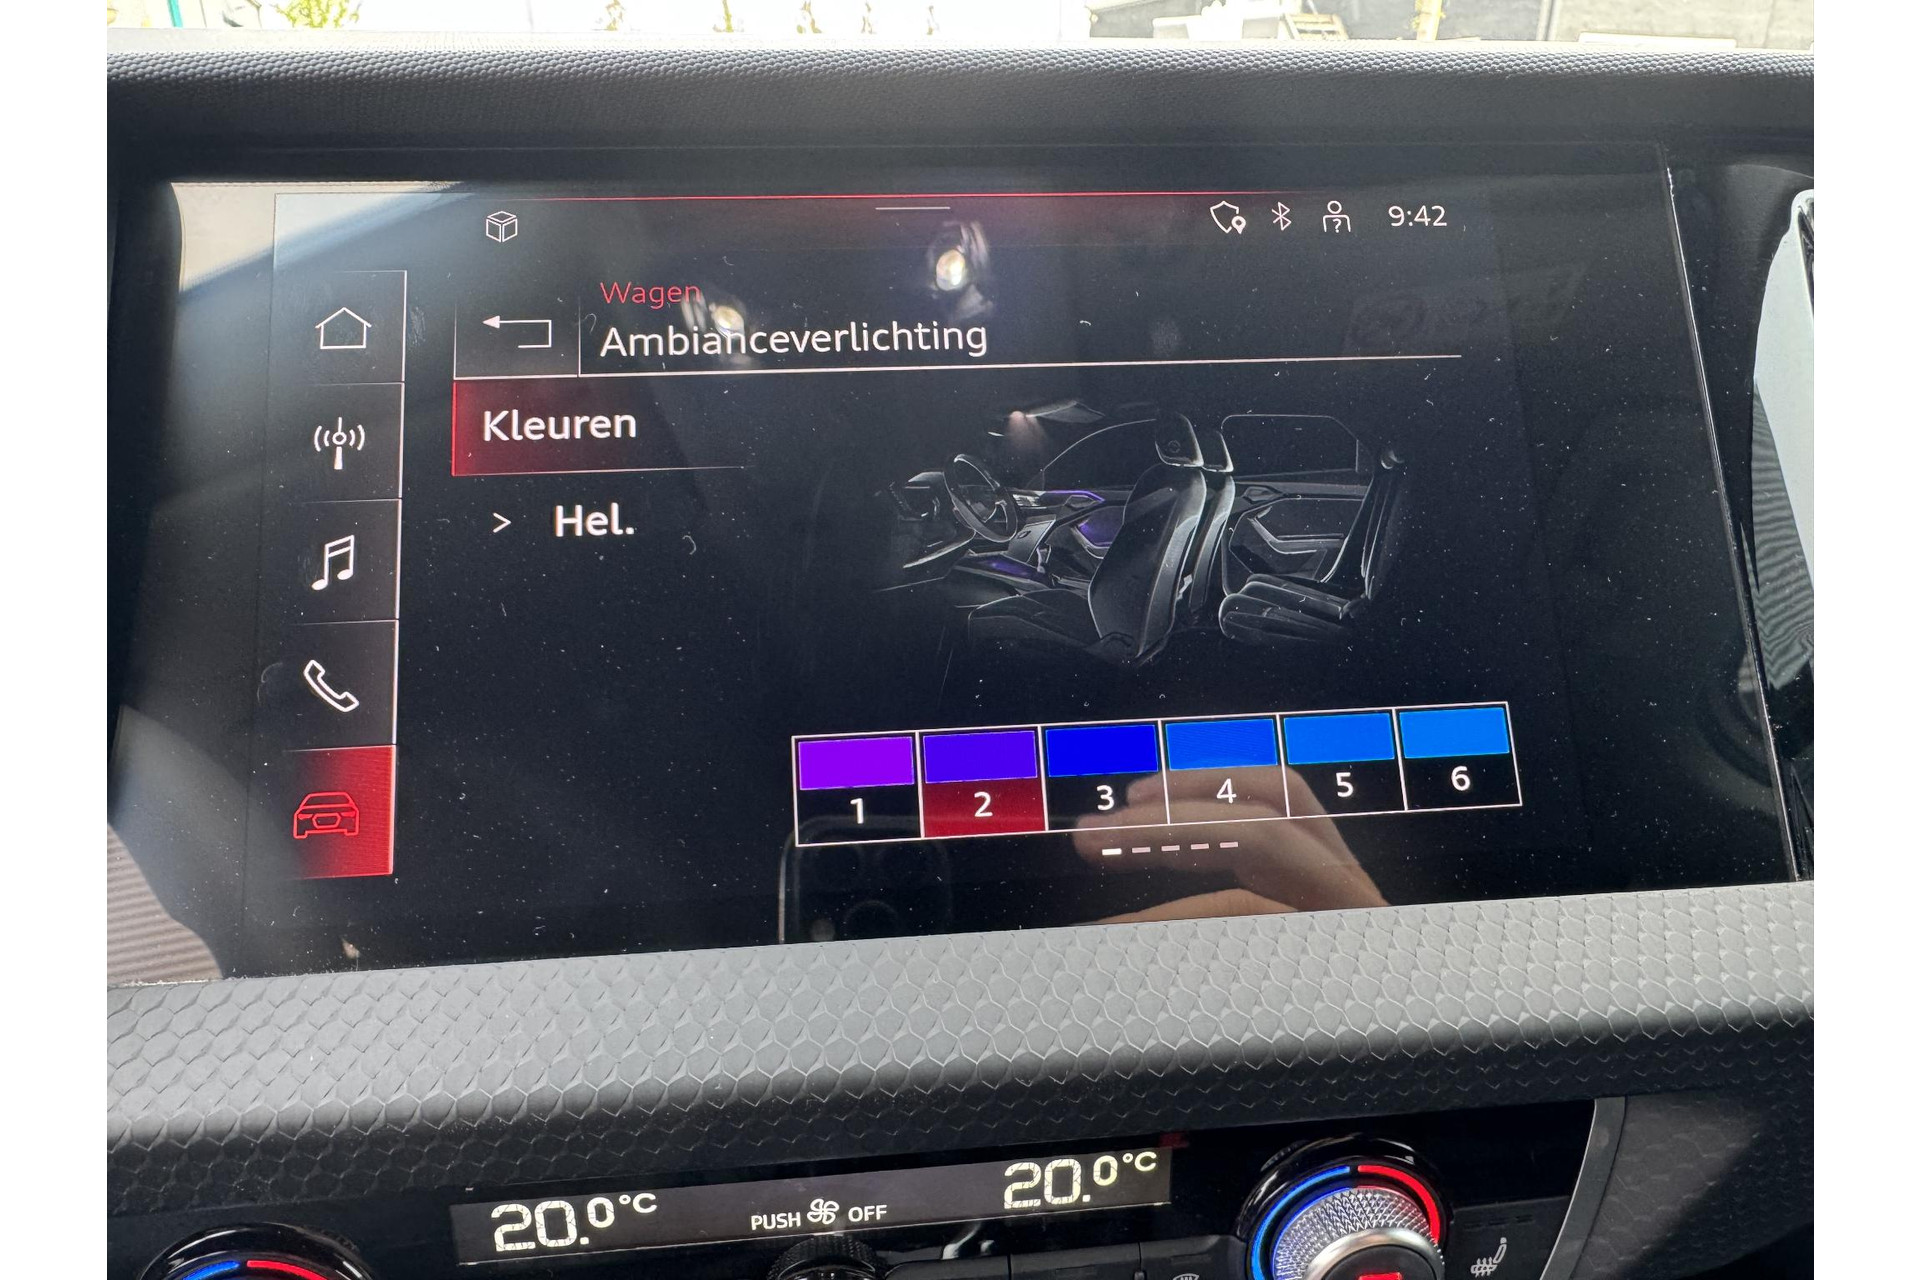 9:42
Wagen
Ambianceverlichting
Kleuren
> Hel.
1 2 3 4 5 6
20.0°C PUSH OFF 20.0°C